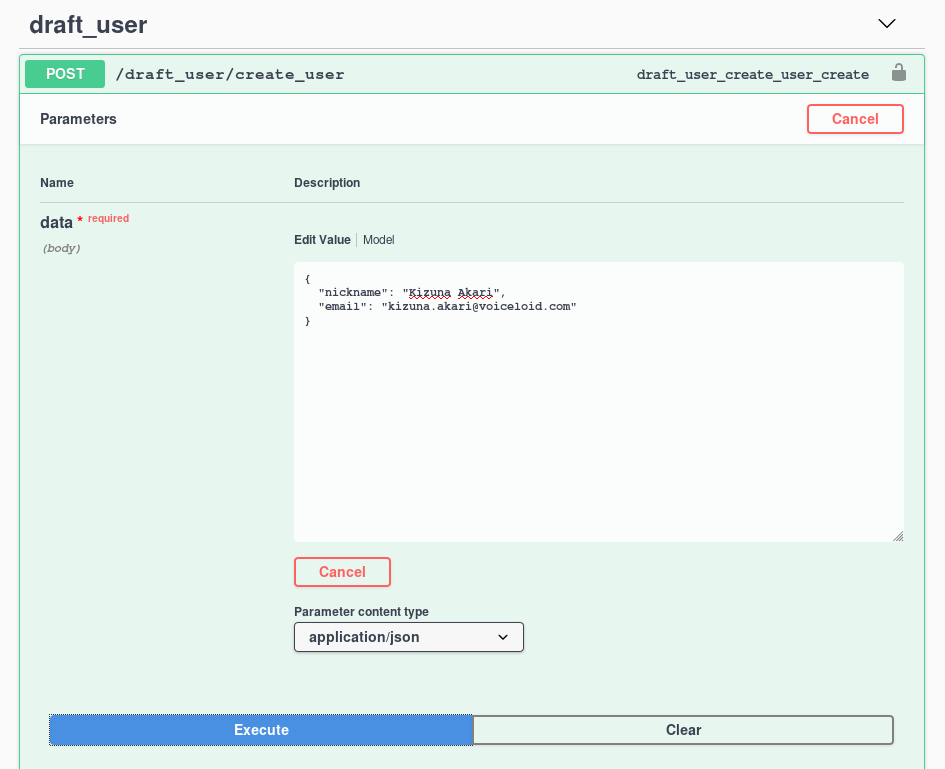 draft_user
POST /draft_user/create_user draft_user_create_user_create
Parameters Cancel
Name Description
data * required
(body)
Edit Value Model
{
"nickname": "Kizuna Akari",
"email": "kizuna.akari@voiceloid.com"
}
Cancel
Parameter content type
application/json
Execute Clear